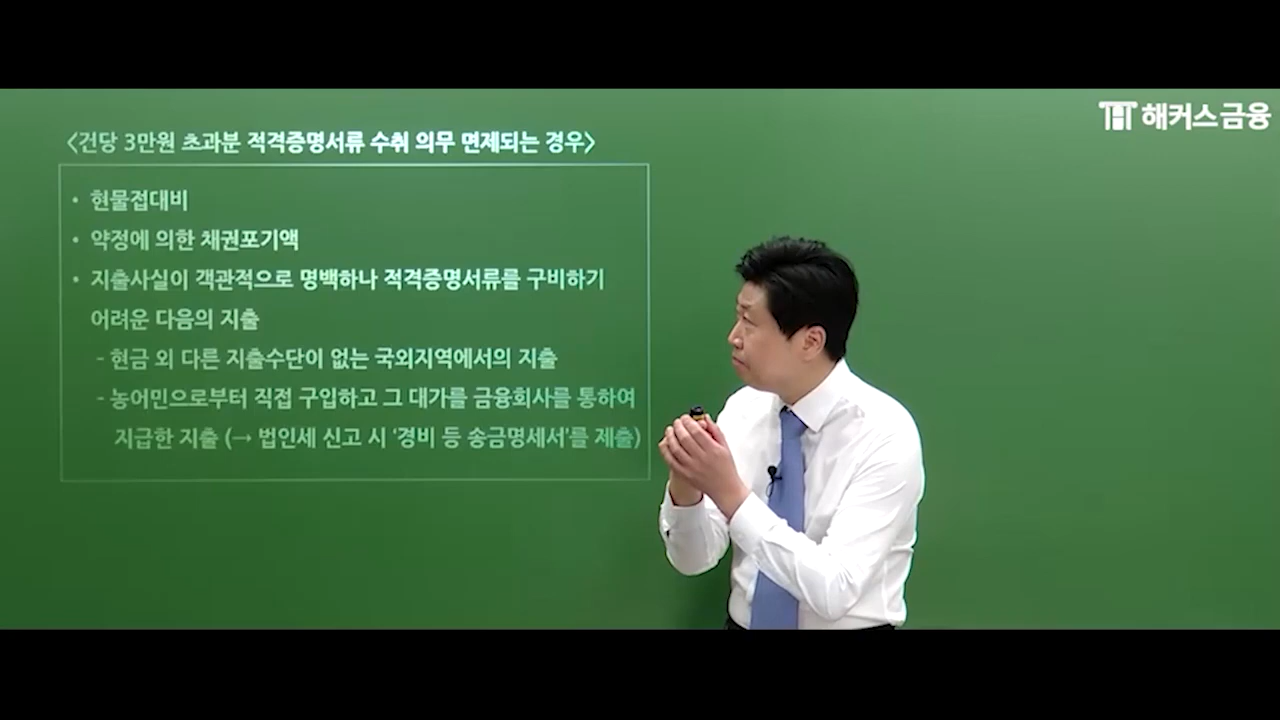 해커스금융
<건당 3만원 초과분 적격증명서류 수취 의무 면제되는 경우>
• 현물접대비
• 약정에 의한 채권포기액
• 지출사실이 객관적으로 명백하나 적격증명서류를 구비하기
어려운 다음의 지출
- 현금 외 다른 지출수단이 없는 국외지역에서의 지출
- 농어민으로부터 직접 구입하고 그 대가를 금융회사를 통하여
지급한 지출 (→ 법인세 신고 시 ‘경비 등 송금명세서’를 제출)